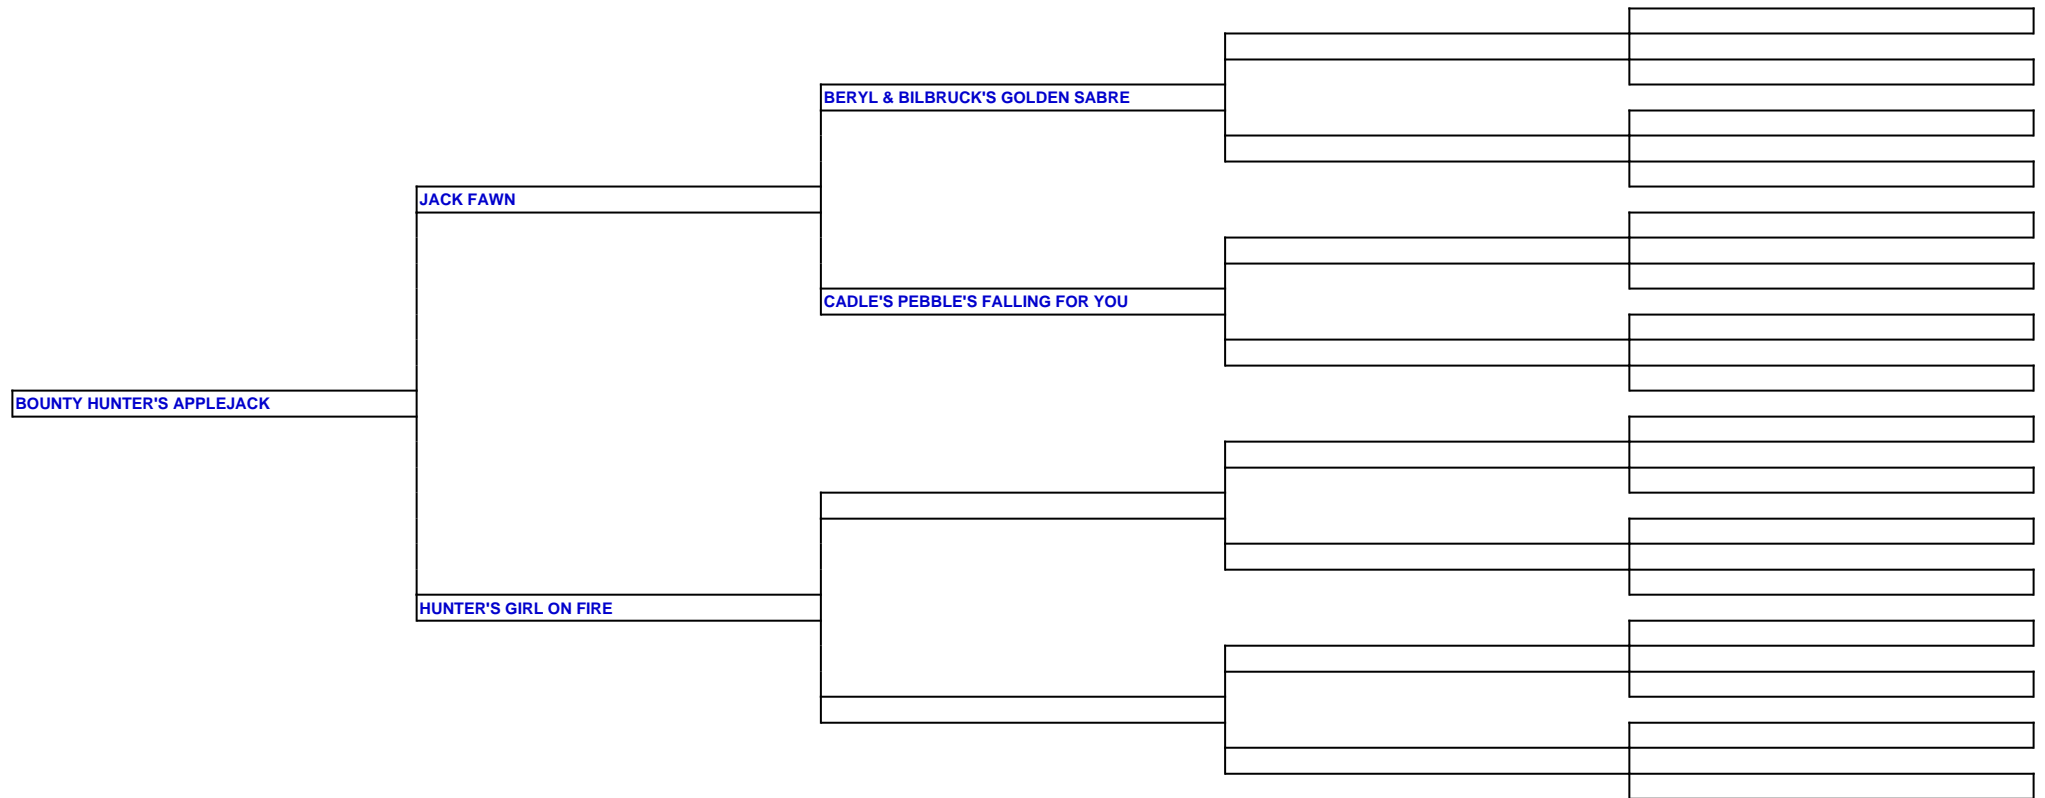 BERYL & BILBRUCK'S GOLDEN SABRE
JACK FAWN
CADLE'S PEBBLE'S FALLING FOR YOU
BOUNTY HUNTER'S APPLEJACK
HUNTER'S GIRL ON FIRE